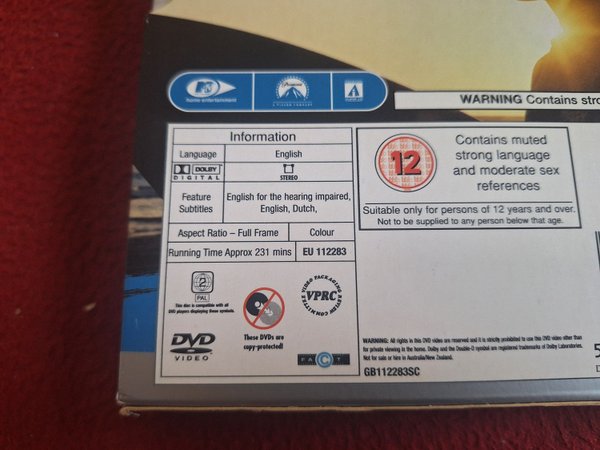 MTV
home entertainment
Paramount
A VIACOM COMPANY
WARNING Contains stro
Information
Language English
DOLBY
DIGITAL STEREO
Feature
Subtitles English for the hearing impaired,
English, Dutch,
Aspect Ratio – Full Frame Colour
Running Time Approx 231 mins EU 112283
2
PAL
This disc is compatible with all
DVD players displaying these symbols.
DVD
VIDEO
These DVDs are
copy-protected!
VIDEO PACKAGING REVIEW COMMITTEE
VPRC
FACT
12
Contains muted
strong language
and moderate sex
references
Suitable only for persons of 12 years and over.
Not to be supplied to any person below that age.
WARNING: All rights in this DVD video are reserved and it is strictly prohibited to use this DVD video other than
for private viewing in the home. Dolby and the Double-D symbol are registered trademarks of Dolby Laboratories.
Not for sale or hire in Australia/New Zealand.
GB112283SC
5
D